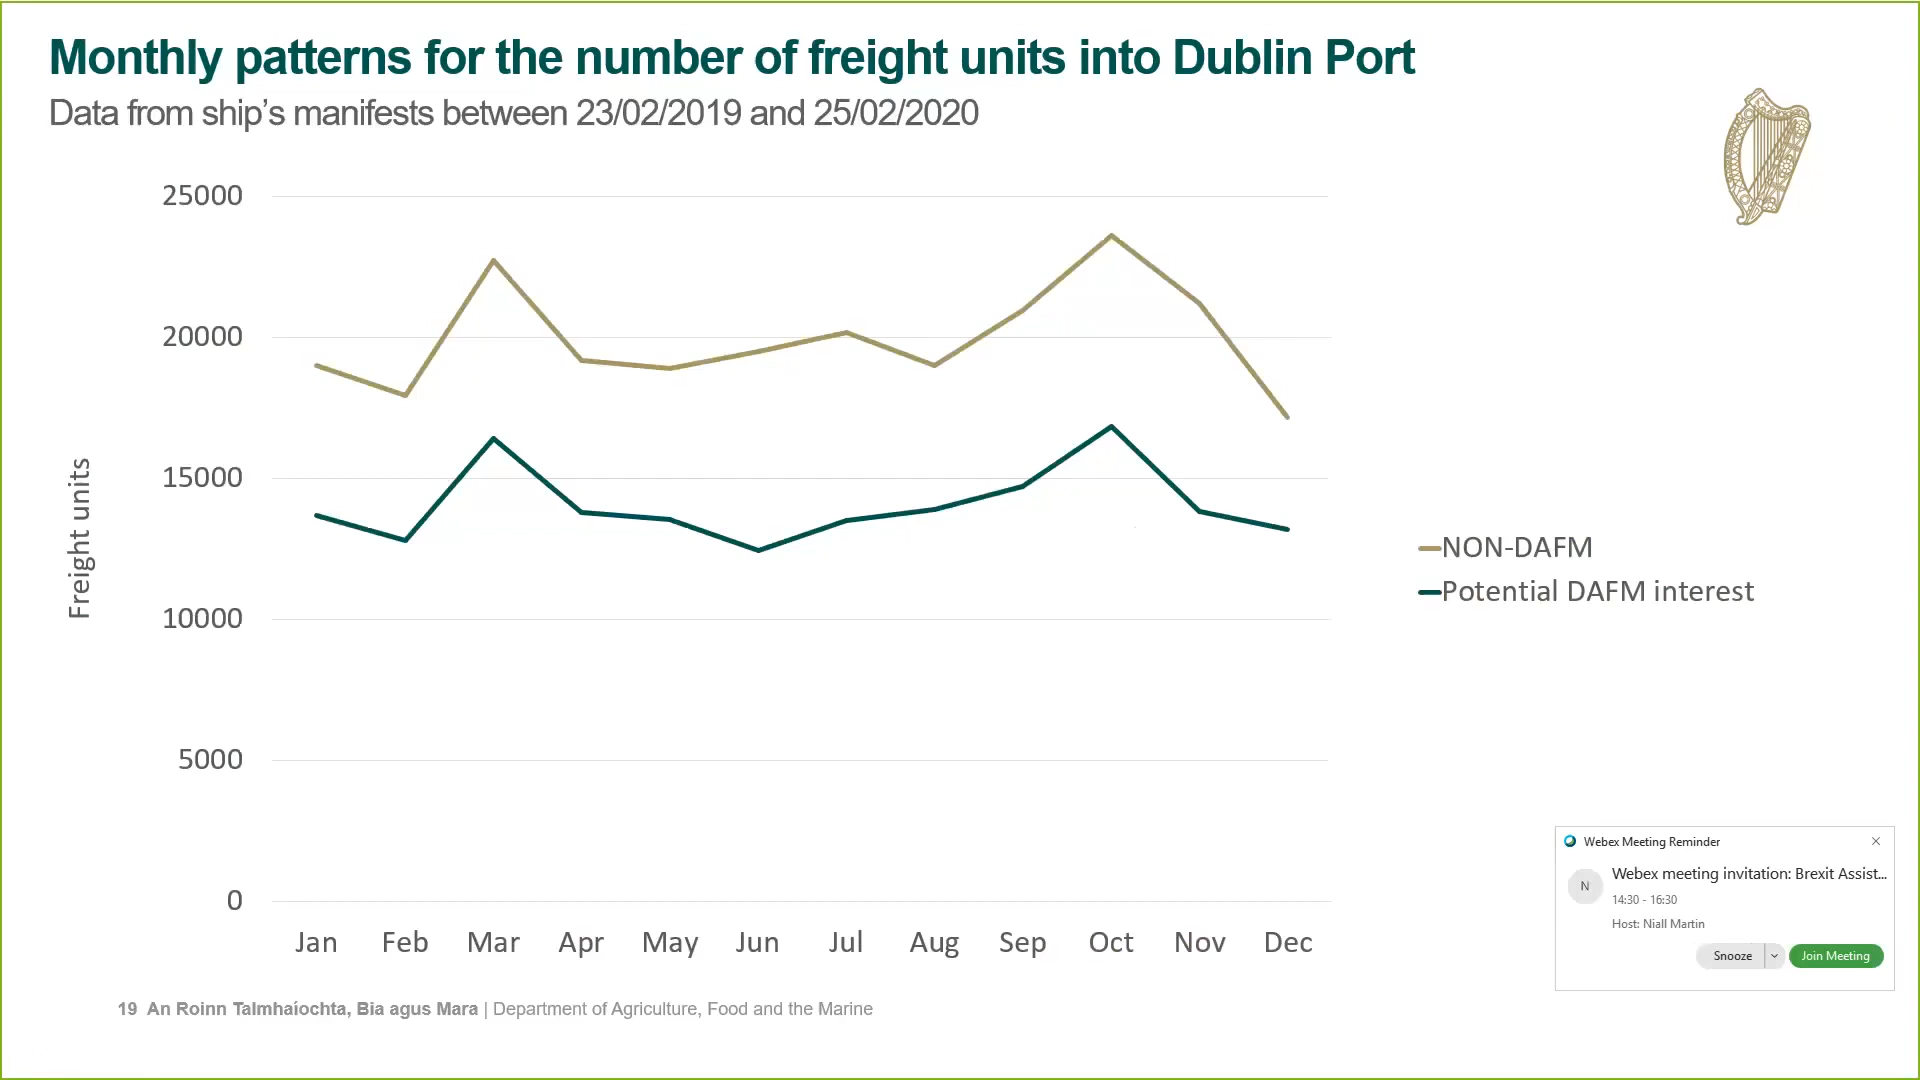 Monthly patterns for the number of freight units into Dublin Port
Data from ship's manifests between 23/02/2019 and 25/02/2020
25000
20000
15000
10000
5000
0
Freight units
Jan Feb Mar Apr May Jun Jul Aug Sep Oct Nov Dec
NON-DAFM
Potential DAFM interest
Webex Meeting Reminder
N
Webex meeting invitation: Brexit Assist...
14:30 - 16:30
Host: Niall Martin
Snooze
Join Meeting
19 An Roinn Talmhaíochta, Bia agus Mara | Department of Agriculture, Food and the Marine